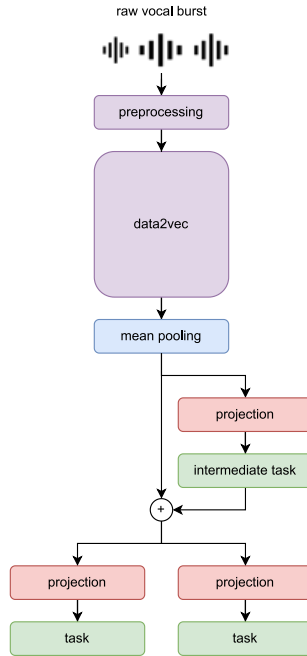 raw vocal burst
preprocessing
data2vec
mean pooling
projection
intermediate task
+
projection
projection
task
task